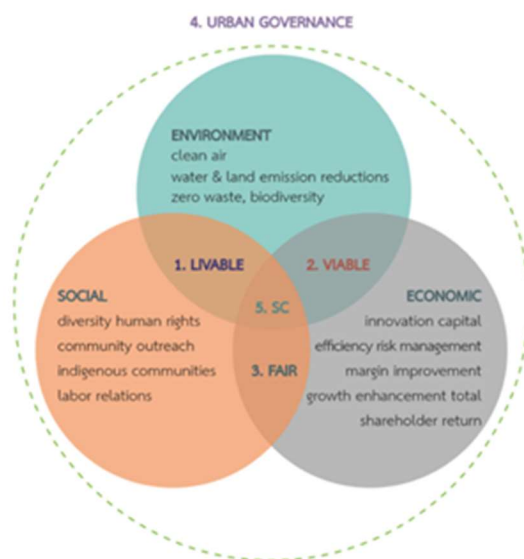 4. URBAN GOVERNANCE
ENVIRONMENT
clean air
water & land emission reductions
zero waste, biodiversity
1. LIVABLE
2. VIABLE
SOCIAL
diversity human rights
community outreach
indigenous communities
labor relations
5. SC
3. FAIR
ECONOMIC
innovation capital
efficiency risk management
margin improvement
growth enhancement total
shareholder return